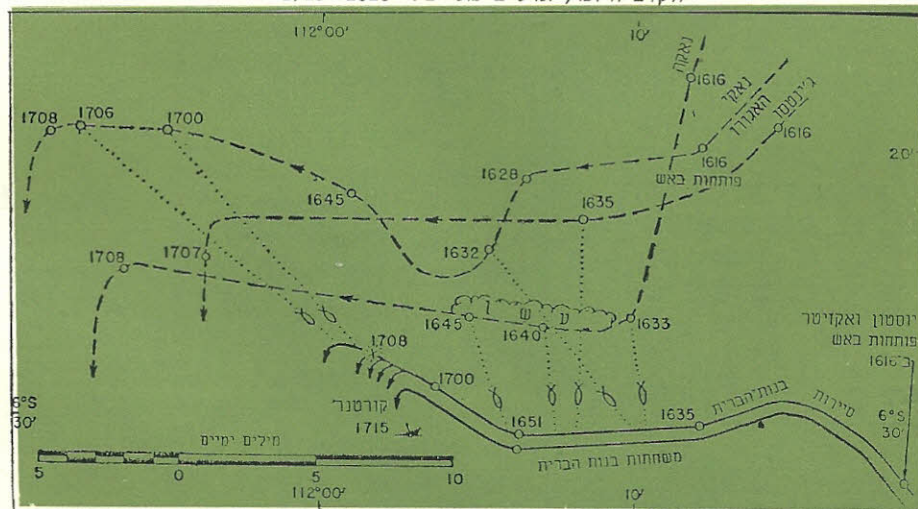 112°00'
10'
נאקה
1616
נאקי
האגורו
ג'ינטסו
1616
1616
פותחות באש
20'
1708
1706
1700
1628
1645
1635
1632
1707
1708
עשן
1645
1640
1633
יוסטון ואקזיטר
פותחות באש
ב־1616
1708
1700
קורטנר
1715
1651
1635
בנות־הברית
סיירות
משחתות בנות הברית
6°S
30'
6°S
30'
מילים ימיים
5
0
5
10
112°00'
10'